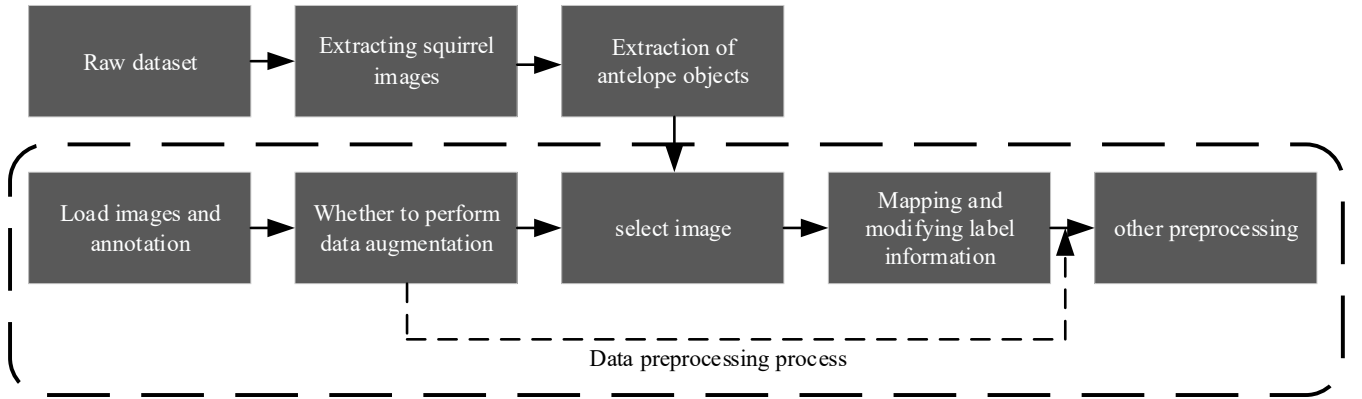 Raw dataset
Extracting squirrel
images
Extraction of
antelope objects
Load images and
annotation
Whether to perform
data augmentation
select image
Mapping and
modifying label
information
other preprocessing
Data preprocessing process